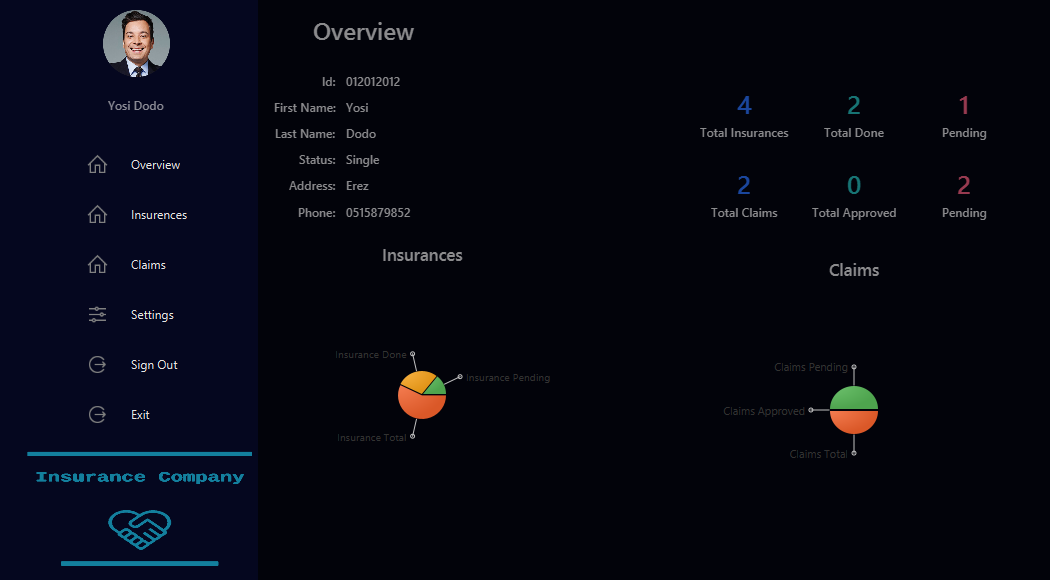 Yosi Dodo
Overview
Insurences
Claims
Settings
Sign Out
Exit
Insurance Company
Overview
Id: 012012012
First Name: Yosi
Last Name: Dodo
Status: Single
Address: Erez
Phone: 0515879852
4 2 1
Total Insurances Total Done Pending
2 0 2
Total Claims Total Approved Pending
Insurances
Insurance Done
Insurance Pending
Insurance Total
Claims
Claims Pending
Claims Approved
Claims Total